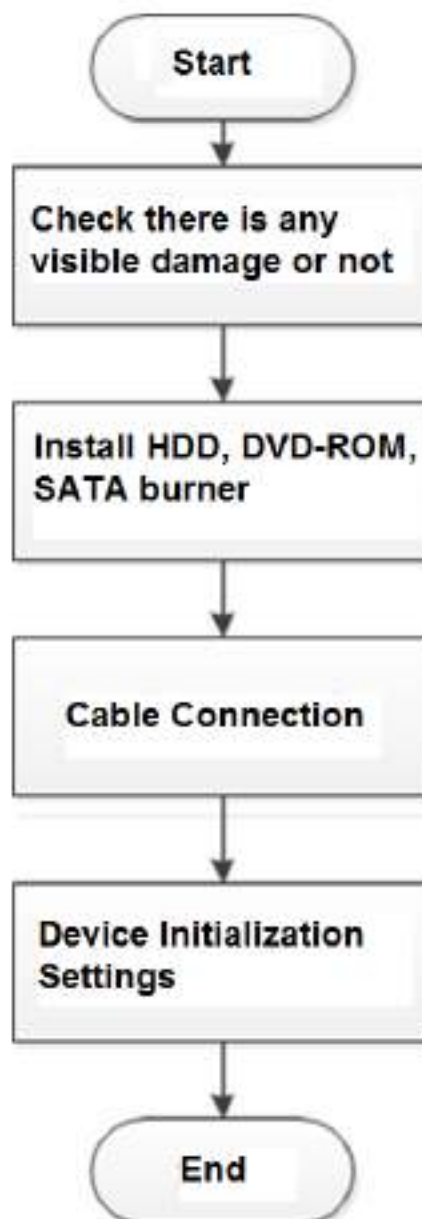 Start
Check there is any
visible damage or not
Install HDD, DVD-ROM,
SATA burner
Cable Connection
Device Initialization
Settings
End